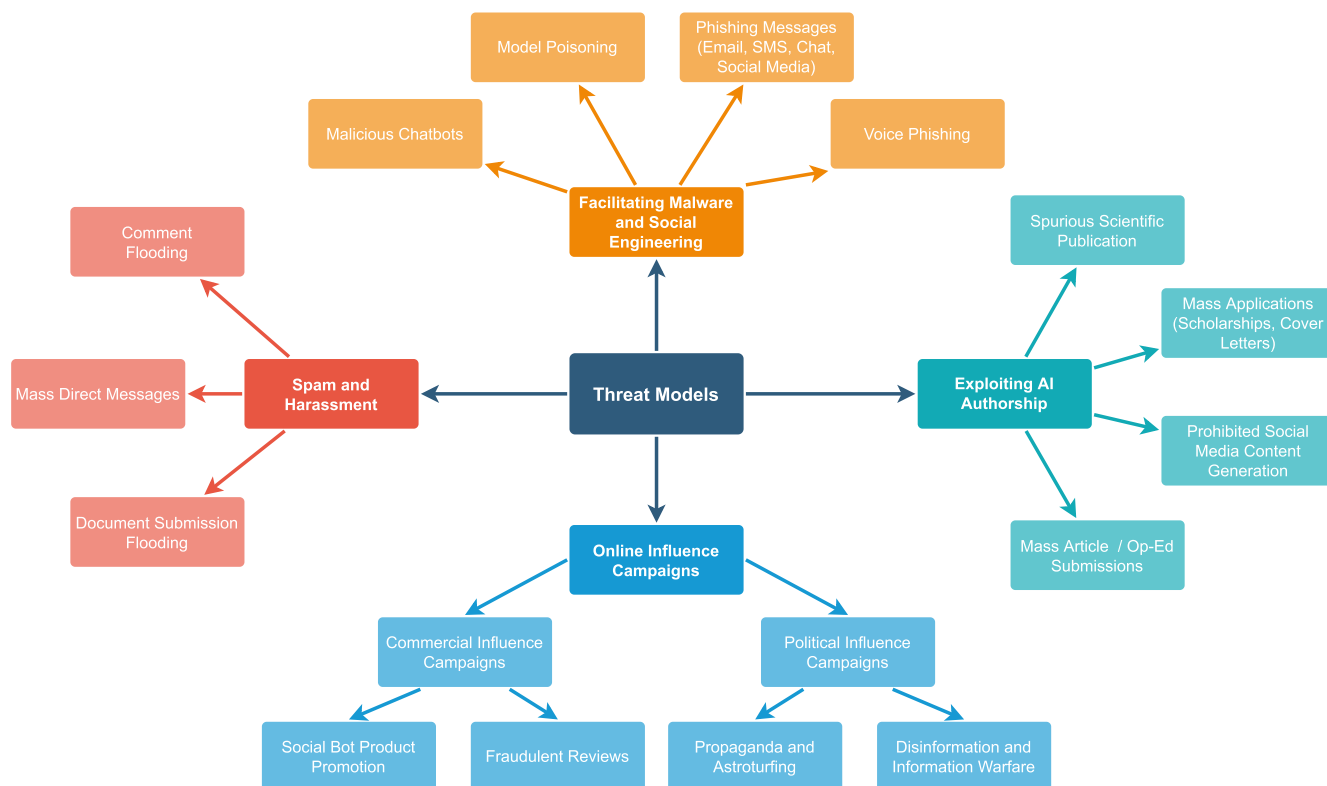 Model Poisoning
Phishing Messages
(Email, SMS, Chat,
Social Media)
Malicious Chatbots
Voice Phishing
Facilitating Malware
and Social
Engineering
Comment
Flooding
Spurious Scientific
Publication
Mass Applications
(Scholarships, Cover
Letters)
Mass Direct Messages
Spam and
Harassment
Threat Models
Exploiting AI
Authorship
Prohibited Social
Media Content
Generation
Document Submission
Flooding
Mass Article / Op-Ed
Submissions
Online Influence
Campaigns
Commercial Influence
Campaigns
Political Influence
Campaigns
Social Bot Product
Promotion
Fraudulent Reviews
Propaganda and
Astroturfing
Disinformation and
Information Warfare